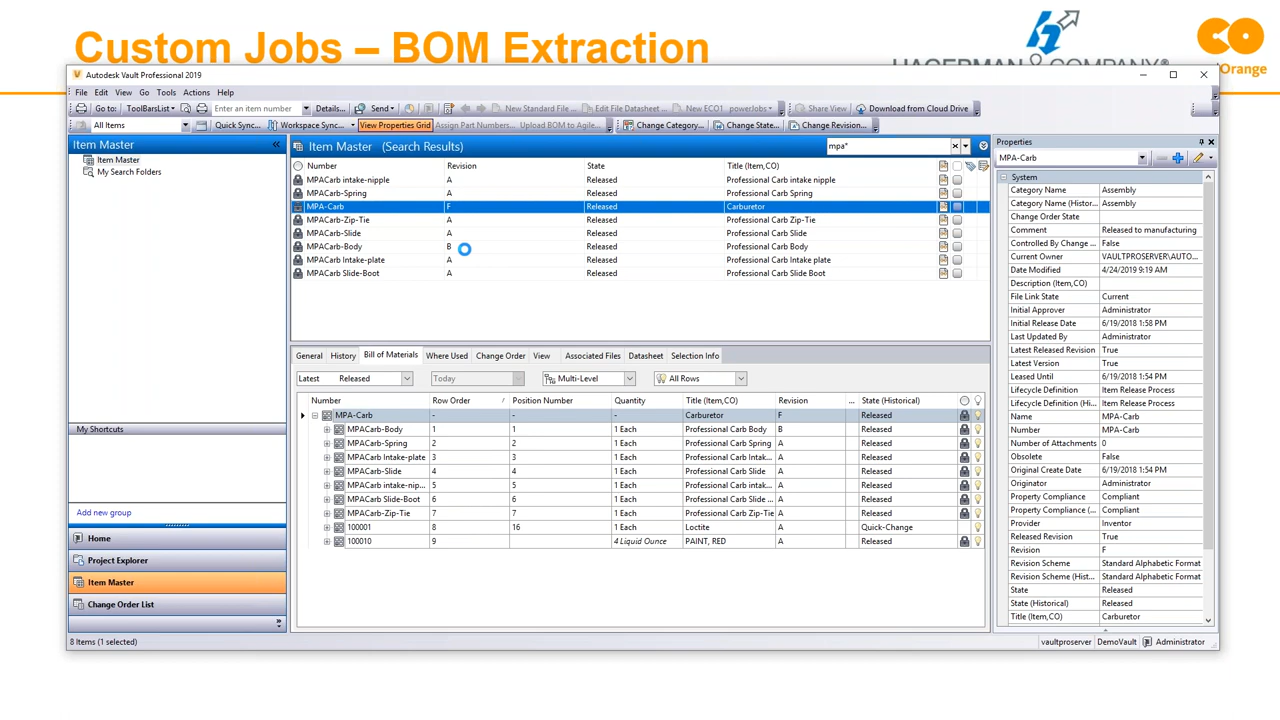 Custom Jobs – BOM Extraction
HAGERMAN & COMPANY
COOLOrange
Autodesk Vault Professional 2019
File Edit View Go Tools Actions Help
Go to: ToolBarsList Enter an item number Details... Send New Standard File... Edit File Datasheet... New ECO1 powerJobs Share View Download from Cloud Drive
All Items Quick Sync... Workspace Sync... View Properties Grid Assign Part Numbers... Upload BOM to Agile... Change Category... Change State... Change Revision...
Item Master
Item Master
My Search Folders
My Shortcuts
Add new group
Home
Project Explorer
Item Master
Change Order List
Item Master (Search Results) mpa*
Number Revision State Title (Item,CO)
MPACarb intake-nipple A Released Professional Carb intake nipple
MPACarb-Spring A Released Professional Carb Spring
MPA-Carb F Released Carburetor
MPACarb-Zip-Tie A Released Professional Carb Zip-Tie
MPACarb-Slide A Released Professional Carb-Slide
MPACarb-Body B Released Professional Carb Body
MPACarb Intake-plate A Released Professional Carb Intake plate
MPACarb Slide-Boot A Released Professional Carb Slide Boot
General History Bill of Materials Where Used Change Order View Associated Files Datasheet Selection Info
Latest Released Today Multi-Level All Rows
Number Row Order Position Number Quantity Title (Item,CO) Revision ... State (Historical)
MPA-Carb - - - Carburetor F Released
MPACarb-Body 1 1 1 Each Professional Carb Body B Released
MPACarb-Spring 2 2 1 Each Professional Carb Spring A Released
MPACarb Intake-plate 3 3 1 Each Professional Carb Intak... A Released
MPACarb-Slide 4 4 1 Each Professional Carb-Slide A Released
MPACarb intake-nip... 5 5 1 Each Professional Carb intak... A Released
MPACarb Slide-Boot 6 6 1 Each Professional Carb Slide ... A Released
MPACarb-Zip-Tie 7 7 1 Each Professional Carb Zip-Tie A Released
100001 8 16 1 Each Loctite Quick-Change
100010 9 4 Liquid Ounce PAINT, RED A Released
Properties
MPA-Carb
System
Category Name Assembly
Category Name (Histor... Assembly
Change Order State
Comment Released to manufacturing
Controlled By Change ... False
Current Owner VAULTPROSERVER\AUTO...
Date Modified 4/24/2019 9:19 AM
Description (Item,CO)
File Link State Current
Initial Approver Administrator
Initial Release Date 6/19/2018 1:58 PM
Last Updated By Administrator
Latest Released Revision True
Latest Version True
Leased Until 6/19/2018 1:54 PM
Lifecycle Definition Item Release Process
Lifecycle Definition (Hi... Item Release Process
Name MPA-Carb
Number MPA-Carb
Number of Attachments 0
Obsolete False
Original Create Date 6/19/2018 1:54 PM
Originator Administrator
Property Compliance Compliant
Property Compliance (... Compliant
Provider Inventor
Released Revision True
Revision F
Revision Scheme Standard Alphabetic Format
Revision Scheme (Hist... Standard Alphabetic Format
State Released
State (Historical) Released
Title (Item,CO) Carburetor
8 Items (1 selected) vaultproserver DemoVault Administrator